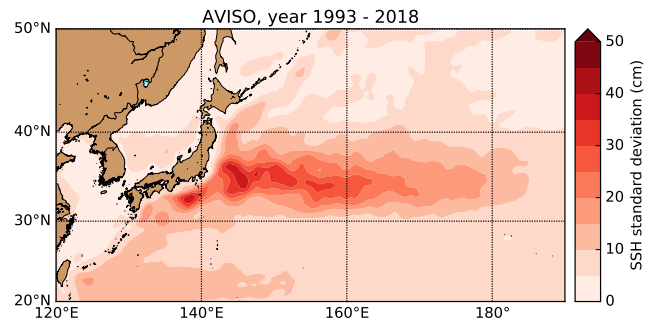 AVISO, year 1993 - 2018
50°N
40°N
30°N
20°N
120°E
140°E
160°E
180°
50
40
30
20
10
0
SSH standard deviation (cm)